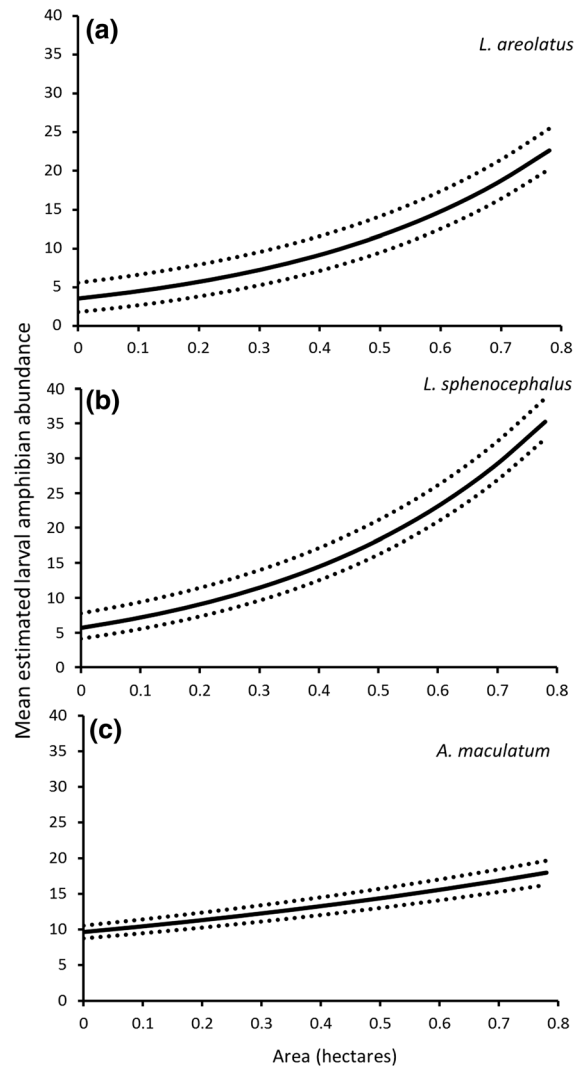 (a)
L. areolatus
40
35
30
25
20
15
10
5
0
0 0.1 0.2 0.3 0.4 0.5 0.6 0.7 0.8
(b)
L. sphenocephalus
40
35
30
25
20
15
10
5
0
0 0.1 0.2 0.3 0.4 0.5 0.6 0.7 0.8
(c)
A. maculatum
40
35
30
25
20
15
10
5
0
0 0.1 0.2 0.3 0.4 0.5 0.6 0.7 0.8
Mean estimated larval amphibian abundance
Area (hectares)